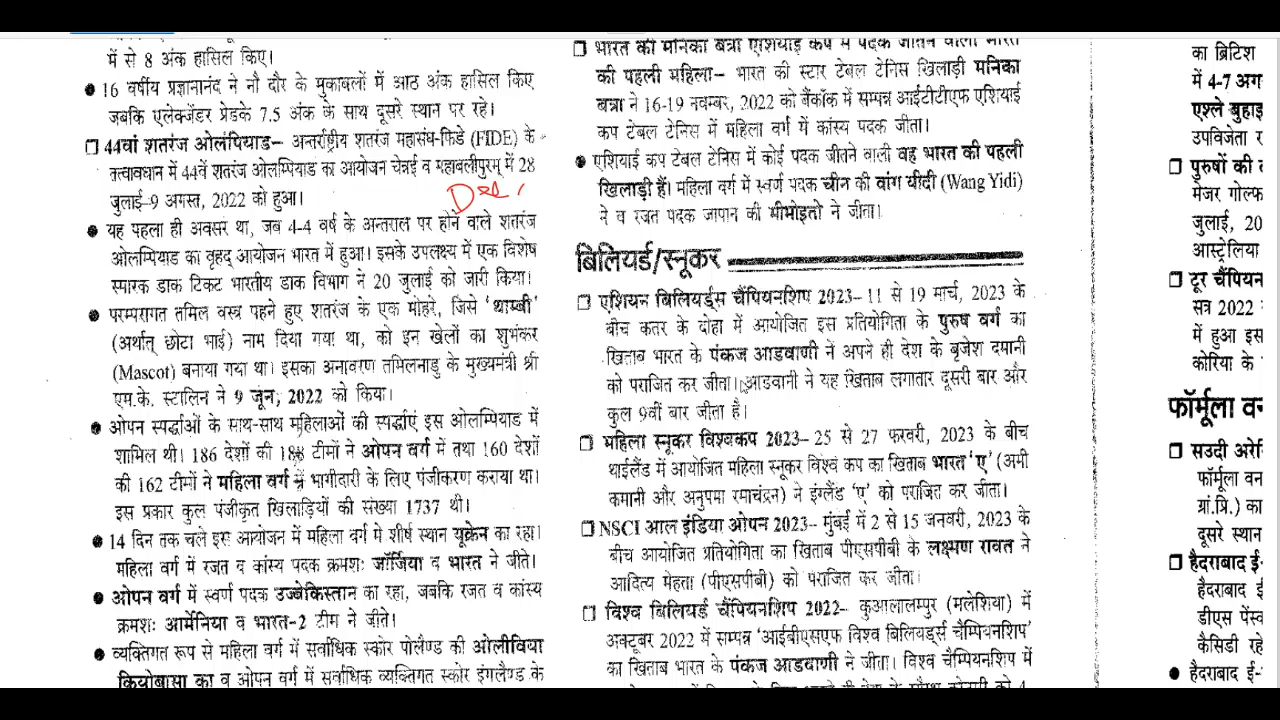 में से 8 अंक हासिल किए।
16 वर्षीय प्रज्ञानानंद ने नौ दौर के मुकाबलों में आठ अंक हासिल किए
जबकि एलेक्जेंडर प्रेडके 7.5 अंक के साथ दूसरे स्थान पर रहे।
44वां शतरंज ओलंपियाड– अन्तर्राष्ट्रीय शतरंज महासंघ-फिडे (FIDE) के
तत्वावधान में 44वें शतरंज ओलम्पियाड का आयोजन चेन्नई व महाबलीपुरम् में 28
जुलाई–9 अगस्त, 2022 को हुआ।
यह पहला ही अवसर था, जब 4-4 वर्ष के अन्तराल पर होने वाले शतरंज
ओलम्पियाड का वृहद् आयोजन भारत में हुआ। इसके उपलक्ष्य में एक विशेष
स्मारक डाक टिकट भारतीय डाक विभाग ने 20 जुलाई को जारी किया।
परम्परागत तमिल वस्त्र पहने हुए शतरंज के एक मोहरे, जिसे 'थाम्बी'
(अर्थात् छोटा भाई) नाम दिया गया था, को इन खेलों का शुभंकर
(Mascot) बनाया गया था। इसका अनावरण तमिलनाडु के मुख्यमंत्री श्री
एम.के. स्टालिन ने 9 जून, 2022 को किया।
ओपन स्पर्द्धाओं के साथ-साथ महिलाओं की स्पर्द्धाएं इस ओलम्पियाड में
शामिल थी। 186 देशों की 188 टीमों ने ओपन वर्ग में तथा 160 देशों
की 162 टीमों ने महिला वर्ग में भागीदारी के लिए पंजीकरण कराया था।
इस प्रकार कुल पंजीकृत खिलाड़ियों की संख्या 1737 थी।
14 दिन तक चले इस आयोजन में महिला वर्ग में शीर्ष स्थान यूक्रेन का रहा।
महिला वर्ग में रजत व कांस्य पदक क्रमशः जॉर्जिया व भारत ने जीते।
ओपन वर्ग में स्वर्ण पदक उज्बेकिस्तान का रहा, जबकि रजत व कांस्य
क्रमशः आर्मेनिया व भारत-2 टीम ने जीते।
व्यक्तिगत रूप से महिला वर्ग में सर्वाधिक स्कोर पोलैण्ड की ओलीविया
कियोबासा का व ओपन वर्ग में सर्वाधिक व्यक्तिगत स्कोर इंगलैण्ड के
भारत की मनिका बत्रा एशियाई कप में पदक जीतने वाली भारत
की पहली महिला– भारत की स्टार टेबल टेनिस खिलाड़ी मनिका
बत्रा ने 16-19 नवम्बर, 2022 को बैंकॉक में सम्पन्न आईटीटीएफ एशियाई
कप टेबल टेनिस में महिला वर्ग में कांस्य पदक जीता।
एशियाई कप टेबल टेनिस में कोई पदक जीतने वाली वह भारत की पहली
खिलाड़ी हैं। महिला वर्ग में स्वर्ण पदक चीन की वांग यीदी (Wang Yidi)
ने व रजत पदक जापान की मीमोइतो ने जीता।
बिलियर्ड/स्नूकर
एशियन बिलियर्ड्स चैंपियनशिप 2023– 11 से 19 मार्च, 2023 के
बीच कतर के दोहा में आयोजित इस प्रतियोगिता के पुरुष वर्ग का
खिताब भारत के पंकज आडवाणी नें अपने ही देश के बृजेश दमानी
को पराजित कर जीता। आडवानी ने यह खिताब लगातार दूसरी बार और
कुल 9वीं बार जीता है।
महिला स्नूकर विश्वकप 2023– 25 से 27 फरवरी, 2023 के बीच
थाईलैंड में आयोजित महिला स्नूकर विश्व कप का खिताब भारत 'ए' (अमी
कमानी और अनुपमा रमाचंद्रन) ने इंग्लैंड 'ए' को पराजित कर जीता।
NSCI आल इंडिया ओपन 2023– मुंबई में 2 से 15 जनवरी, 2023 के
बीच आयोजित प्रतियोगिता का खिताब पीएसपीबी के लक्ष्मण रावत ने
आदित्य मेहता (पीएसपीबी) को पराजित कर जीता।
विश्व बिलियर्ड चैंपियनशिप 2022– कुआलालम्पुर (मलेशिया) में
अक्टूबर 2022 में सम्पन्न 'आईबीएसएफ विश्व बिलियर्ड्स चैम्पियनशिप'
का खिताब भारत के पंकज आडवाणी ने जीता। विश्व चैम्पियनशिप में
का ब्रिटिश
में 4-7 अग
एश्ले बुहाइ
उपविजेता र
पुरुषों की
मेजर गोल्फ
जुलाई, 20
आस्ट्रेलिया
टूर चैंपियन
सत्र 2022
में हुआ इस
कोरिया के
फॉर्मूला वन
सउदी अरे
फॉर्मूला वन
ग्रां.प्रि.) का
दूसरे स्थान
हैदराबाद ई-
हैदराबाद ई
डीएस पेंस्
कैसिडी रहे
हैदराबाद ई-